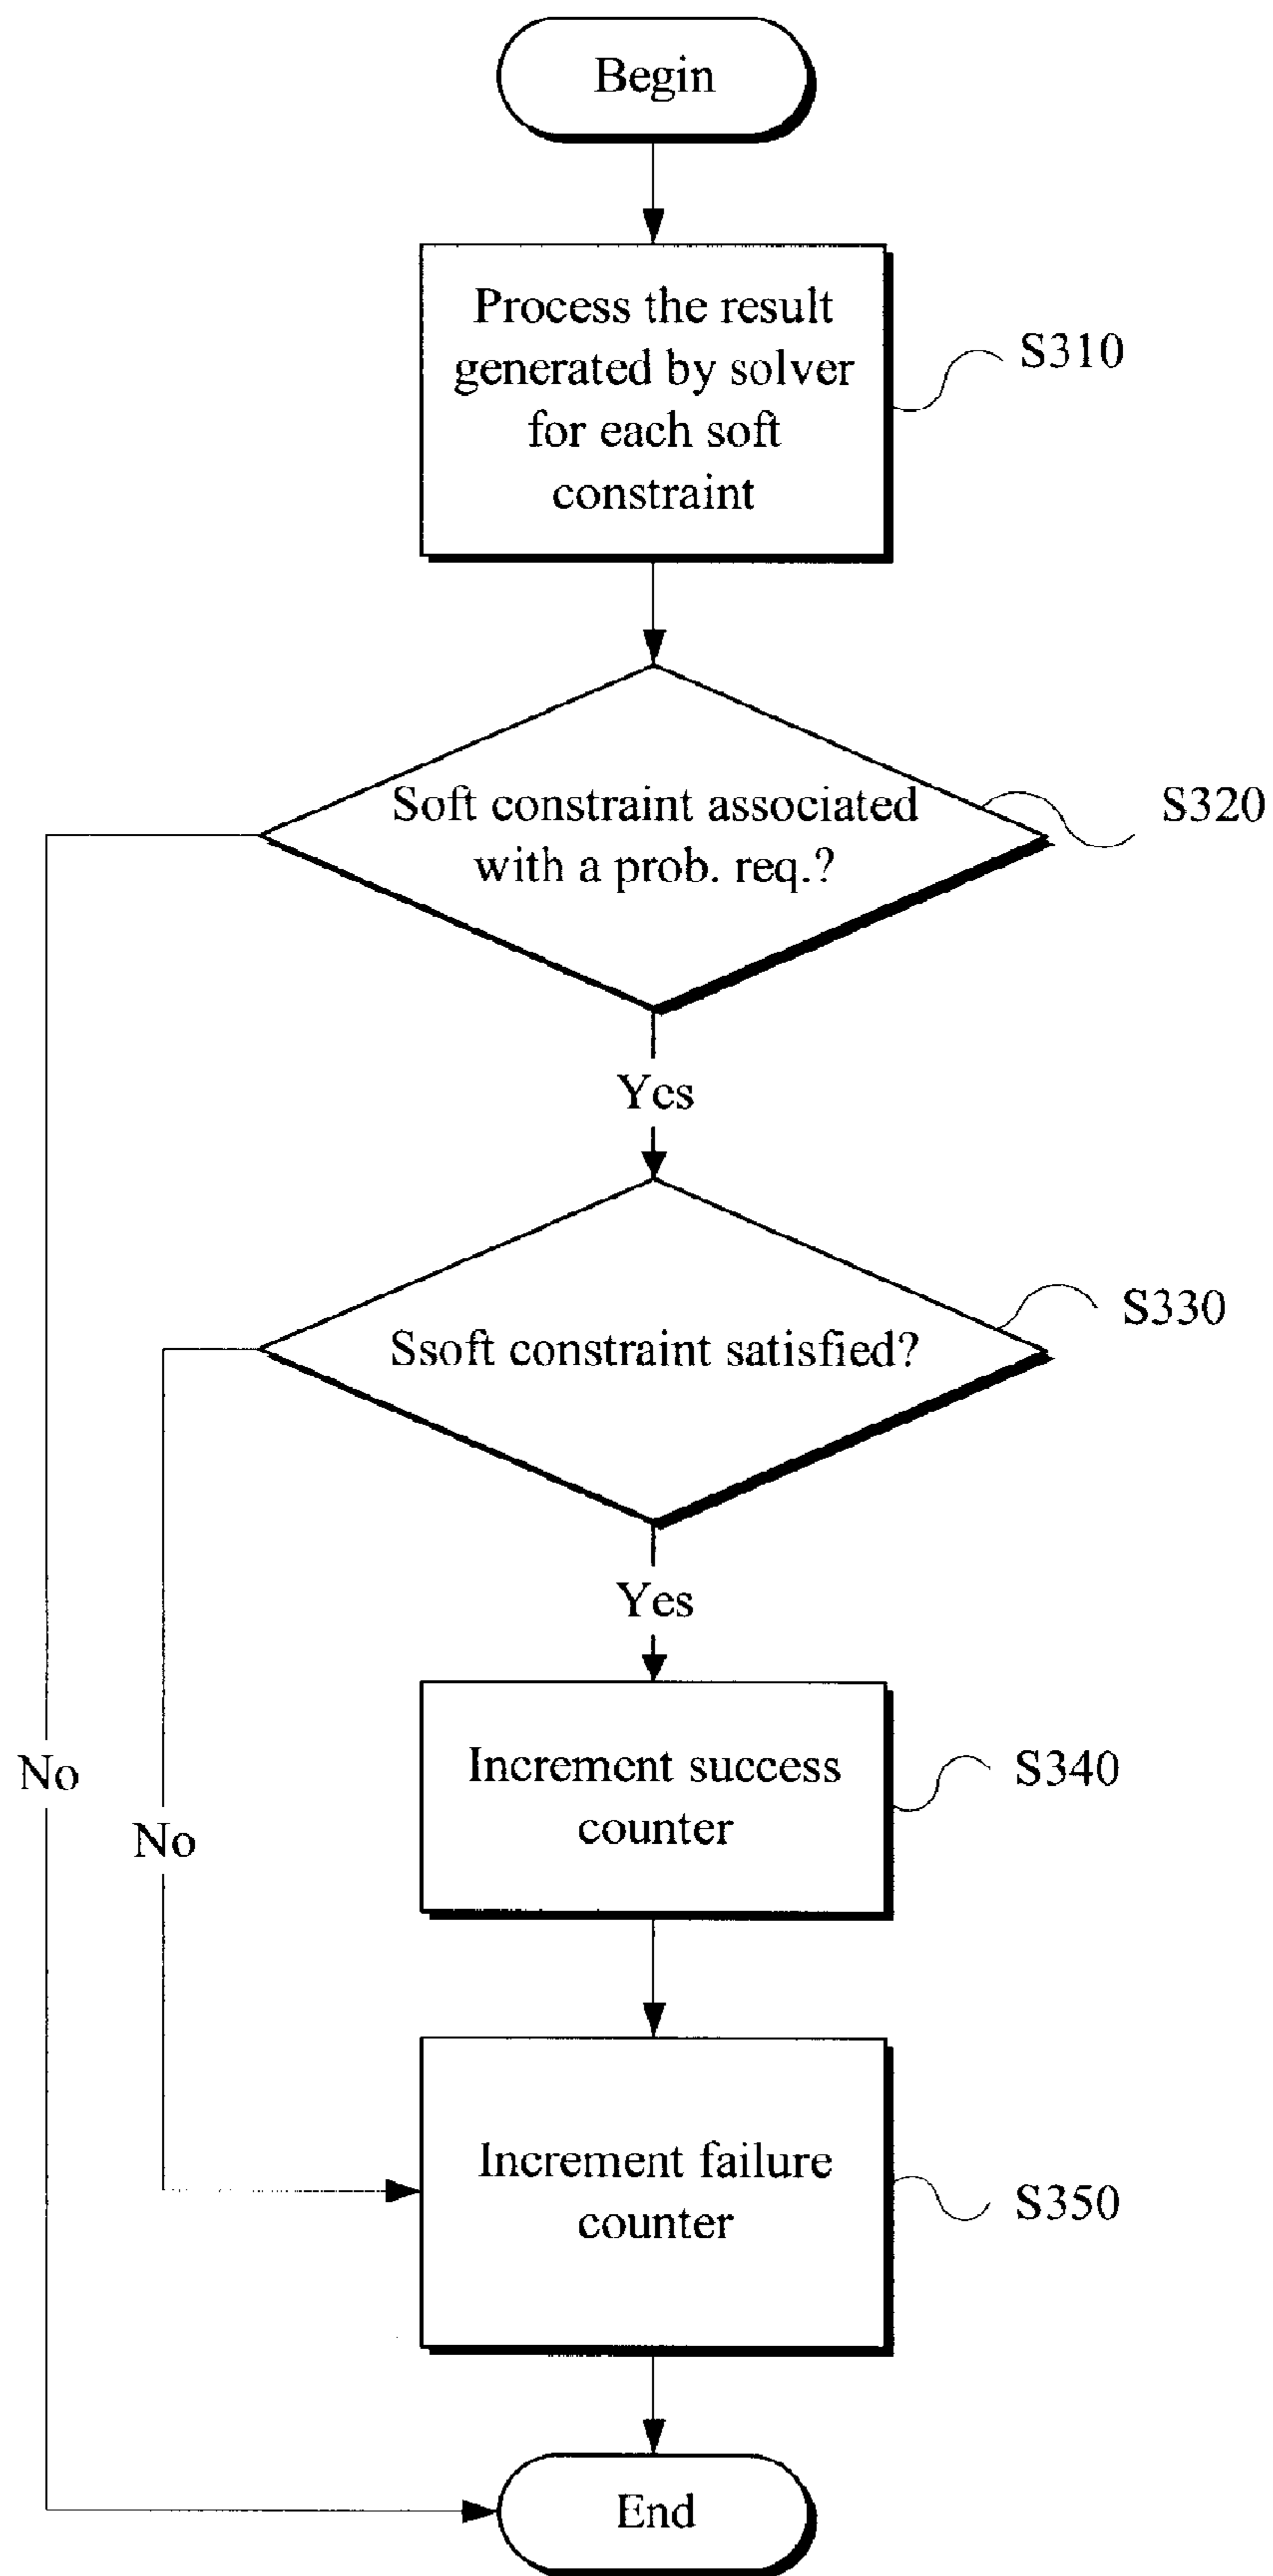 Begin
Process the result
generated by solver
for each soft
constraint
S310
Soft constraint associated
with a prob. req.?
S320
Yes
Ssoft constraint satisfied?
S330
Yes
Increment success
counter
S340
No
No
Increment failure
counter
S350
End